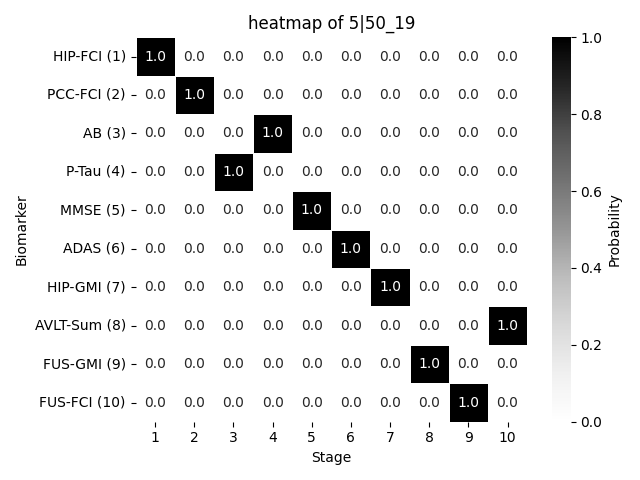 heatmap of 5|50_19
HIP-FCI (1) 1.0 0.0 0.0 0.0 0.0 0.0 0.0 0.0 0.0 0.0
PCC-FCI (2) 0.0 1.0 0.0 0.0 0.0 0.0 0.0 0.0 0.0 0.0
AB (3) 0.0 0.0 0.0 1.0 0.0 0.0 0.0 0.0 0.0 0.0
P-Tau (4) 0.0 0.0 1.0 0.0 0.0 0.0 0.0 0.0 0.0 0.0
MMSE (5) 0.0 0.0 0.0 0.0 1.0 0.0 0.0 0.0 0.0 0.0
ADAS (6) 0.0 0.0 0.0 0.0 0.0 1.0 0.0 0.0 0.0 0.0
HIP-GMI (7) 0.0 0.0 0.0 0.0 0.0 0.0 1.0 0.0 0.0 0.0
AVLT-Sum (8) 0.0 0.0 0.0 0.0 0.0 0.0 0.0 0.0 0.0 1.0
FUS-GMI (9) 0.0 0.0 0.0 0.0 0.0 0.0 0.0 1.0 0.0 0.0
FUS-FCI (10) 0.0 0.0 0.0 0.0 0.0 0.0 0.0 0.0 1.0 0.0
1 2 3 4 5 6 7 8 9 10
Stage
Biomarker
1.0
0.8
0.6
0.4
0.2
0.0
Probability